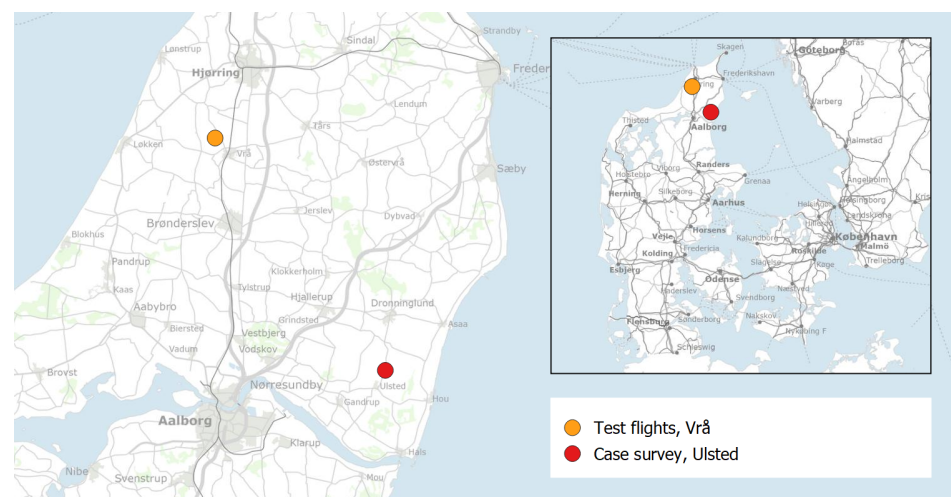 Strandby
Sindal
Lønstrup
Hjørring
Freder
Lendum
Tårs
Løkken
Vrå
Østervrå
Sæby
Jerslev
Dybvad
Brønderslev
Blokhus
Pandrup
Klokkerholm
Kaas
Tylstrup
Hjallerup
Dronninglund
Aabybro
Grindsted
Asaa
Biersted
Vestbjerg
Vadum
Vodskov
Brovst
Nørresundby
Ulsted
Hou
Gandrup
Aalborg
Klarup
Hals
Nibe
Svenstrup
Mou
Skagen
Göteborg
Borås
Frederikshavn
Varberg
Thisted
Aalborg
Halmstad
Viborg
Randers
Holstebro
Grenaa
Ängelholm
Silkeborg
Herning
Aarhus
Landskrona
Horsens
Vejle
Kalundborg
København
Fredericia
Malmö
Roskilde
Kolding
Køge
Trelleborg
Esbjerg
Slagelse
Odense
Haderslev
Næstved
Svendborg
Sønderborg
Nakskov
Flensburg
Nykøbing F
Schleswig
Test flights, Vrå
Case survey, Ulsted